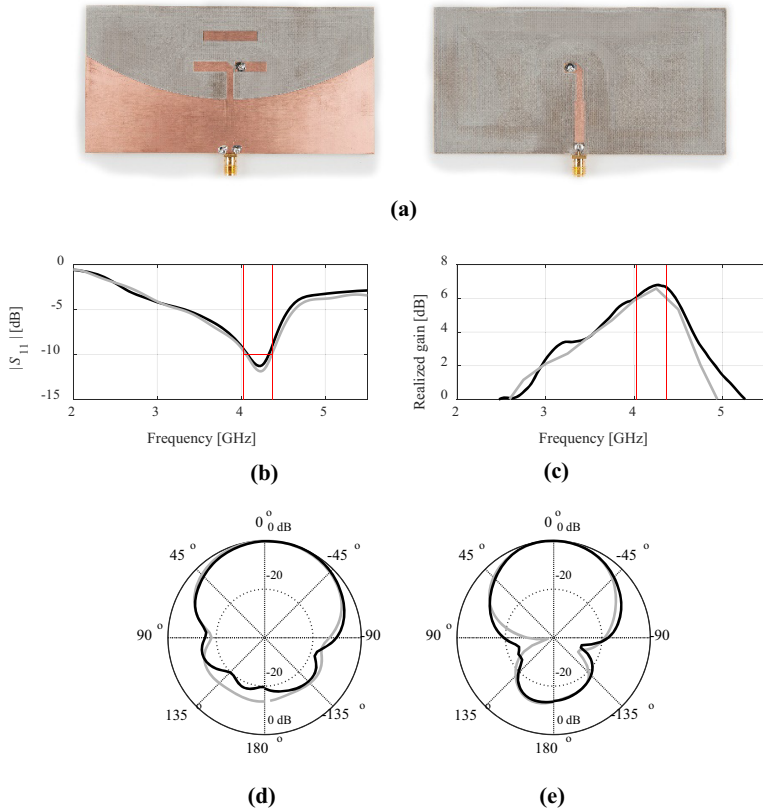 (a)
0
-5
-10
-15
|S11| [dB]
2 3 4 5
Frequency [GHz]
(b)
8
6
4
2
0
Realized gain [dB]
2 3 4 5
Frequency [GHz]
(c)
0 o
0 dB
45 o
-45 o
-20
90 o
-90 o
-20
135 o
-135 o
0 dB
180 o
(d)
0 o
0 dB
45 o
-45 o
-20
90 o
-90 o
-20
135 o
-135 o
0 dB
180 o
(e)